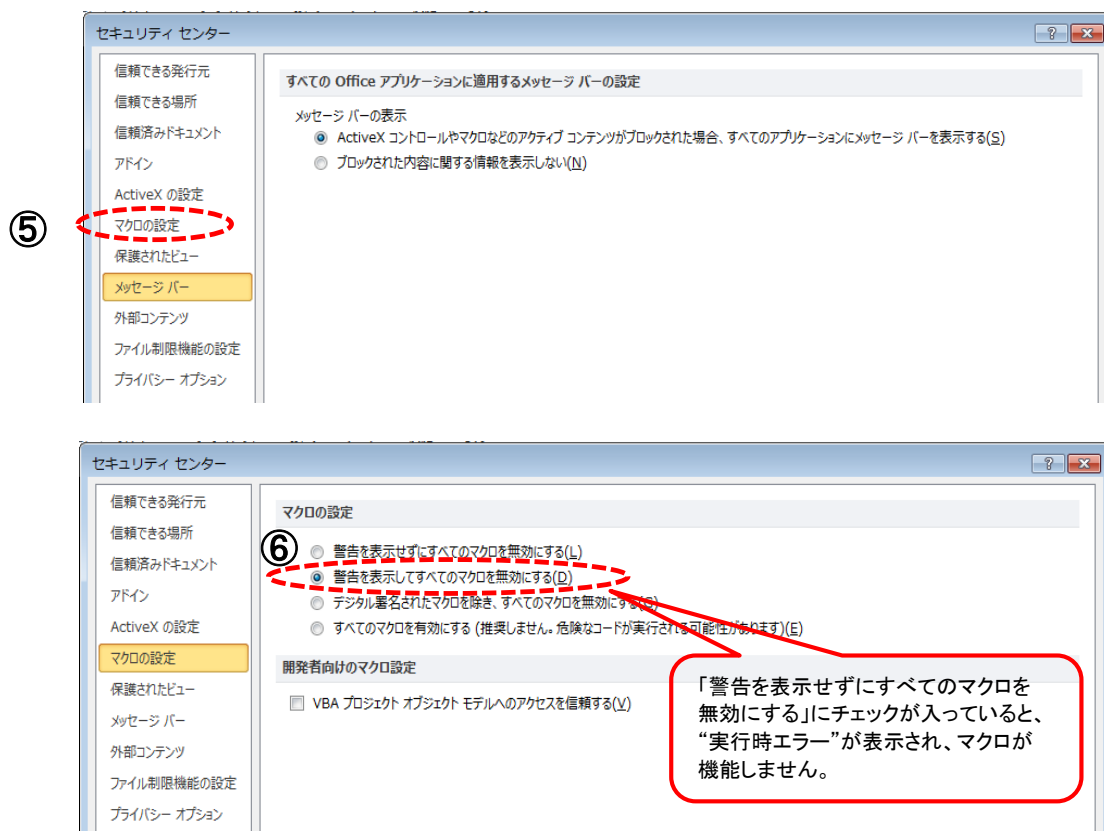 セキュリティ センター
信頼できる発行元
信頼できる場所
信頼済みドキュメント
アドイン
ActiveX の設定
⑤
マクロの設定
保護されたビュー
メッセージ バー
外部コンテンツ
ファイル制限機能の設定
プライバシー オプション
すべての Office アプリケーションに適用するメッセージ バーの設定
メッセージ バーの表示
ActiveX コントロールやマクロなどのアクティブ コンテンツがブロックされた場合、すべてのアプリケーションにメッセージ バーを表示する(S)
ブロックされた内容に関する情報を表示しない(N)
セキュリティ センター
信頼できる発行元
信頼できる場所
信頼済みドキュメント
アドイン
ActiveX の設定
マクロの設定
保護されたビュー
メッセージ バー
外部コンテンツ
ファイル制限機能の設定
プライバシー オプション
マクロの設定
⑥
警告を表示せずにすべてのマクロを無効にする(L)
警告を表示してすべてのマクロを無効にする(D)
デジタル署名されたマクロを除き、すべてのマクロを無効にする(G)
すべてのマクロを有効にする (推奨しません。危険なコードが実行される可能性があります)(E)
開発者向けのマクロ設定
VBA プロジェクト オブジェクト モデルへのアクセスを信頼する(V)
「警告を表示せずにすべてのマクロを
無効にする」にチェックが入っていると、
“実行時エラー”が表示され、マクロが
機能しません。